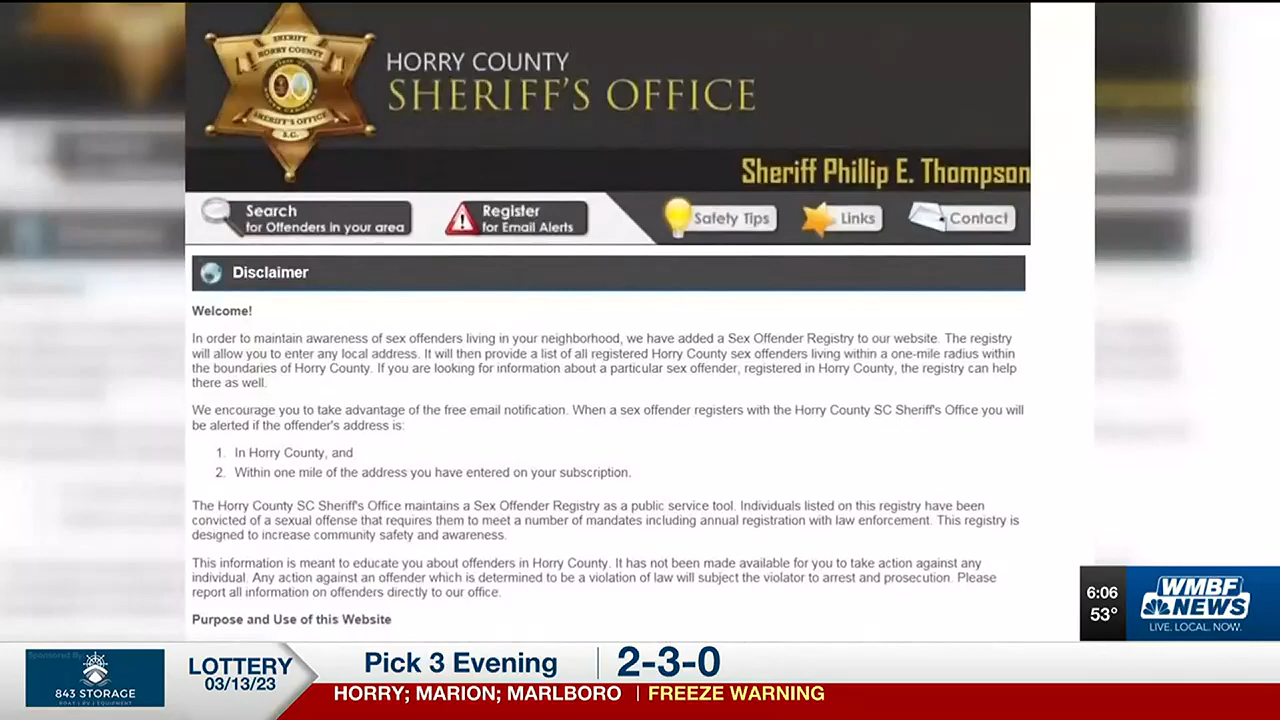 SHERIFF
HORRY COUNTY
SHERIFF'S OFFICE
S.C.
HORRY COUNTY
SHERIFF'S OFFICE
Sheriff Phillip E. Thompson
Search
for Offenders in your area
Register
for Email Alerts
Safety Tips
Links
Contact
Disclaimer
Welcome!
In order to maintain awareness of sex offenders living in your neighborhood, we have added a Sex Offender Registry to our website. The registry
will allow you to enter any local address. It will then provide a list of all registered Horry County sex offenders living within a one-mile radius within
the boundaries of Horry County. If you are looking for information about a particular sex offender, registered in Horry County, the registry can help
there as well.
We encourage you to take advantage of the free email notification. When a sex offender registers with the Horry County SC Sheriff's Office you will
be alerted if the offender's address is:
1. In Horry County, and
2. Within one mile of the address you have entered on your subscription.
The Horry County SC Sheriff's Office maintains a Sex Offender Registry as a public service tool. Individuals listed on this registry have been
convicted of a sexual offense that requires them to meet a number of mandates including annual registration with law enforcement. This registry is
designed to increase community safety and awareness.
This information is meant to educate you about offenders in Horry County. It has not been made available for you to take action against any
individual. Any action against an offender which is determined to be a violation of law will subject the violator to arrest and prosecution. Please
report all information on offenders directly to our office.
Purpose and Use of this Website
6:06
53°
WMBF
NEWS
LIVE. LOCAL. NOW.
Sponsored By:
843 STORAGE
BOAT | RV | EQUIPMENT
LOTTERY
03/13/23
Pick 3 Evening
2-3-0
HORRY; MARION; MARLBORO | FREEZE WARNING